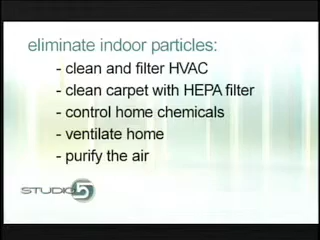 eliminate indoor particles:
- clean and filter HVAC
- clean carpet with HEPA filter
- control home chemicals
- ventilate home
- purify the air
STUDIO 5